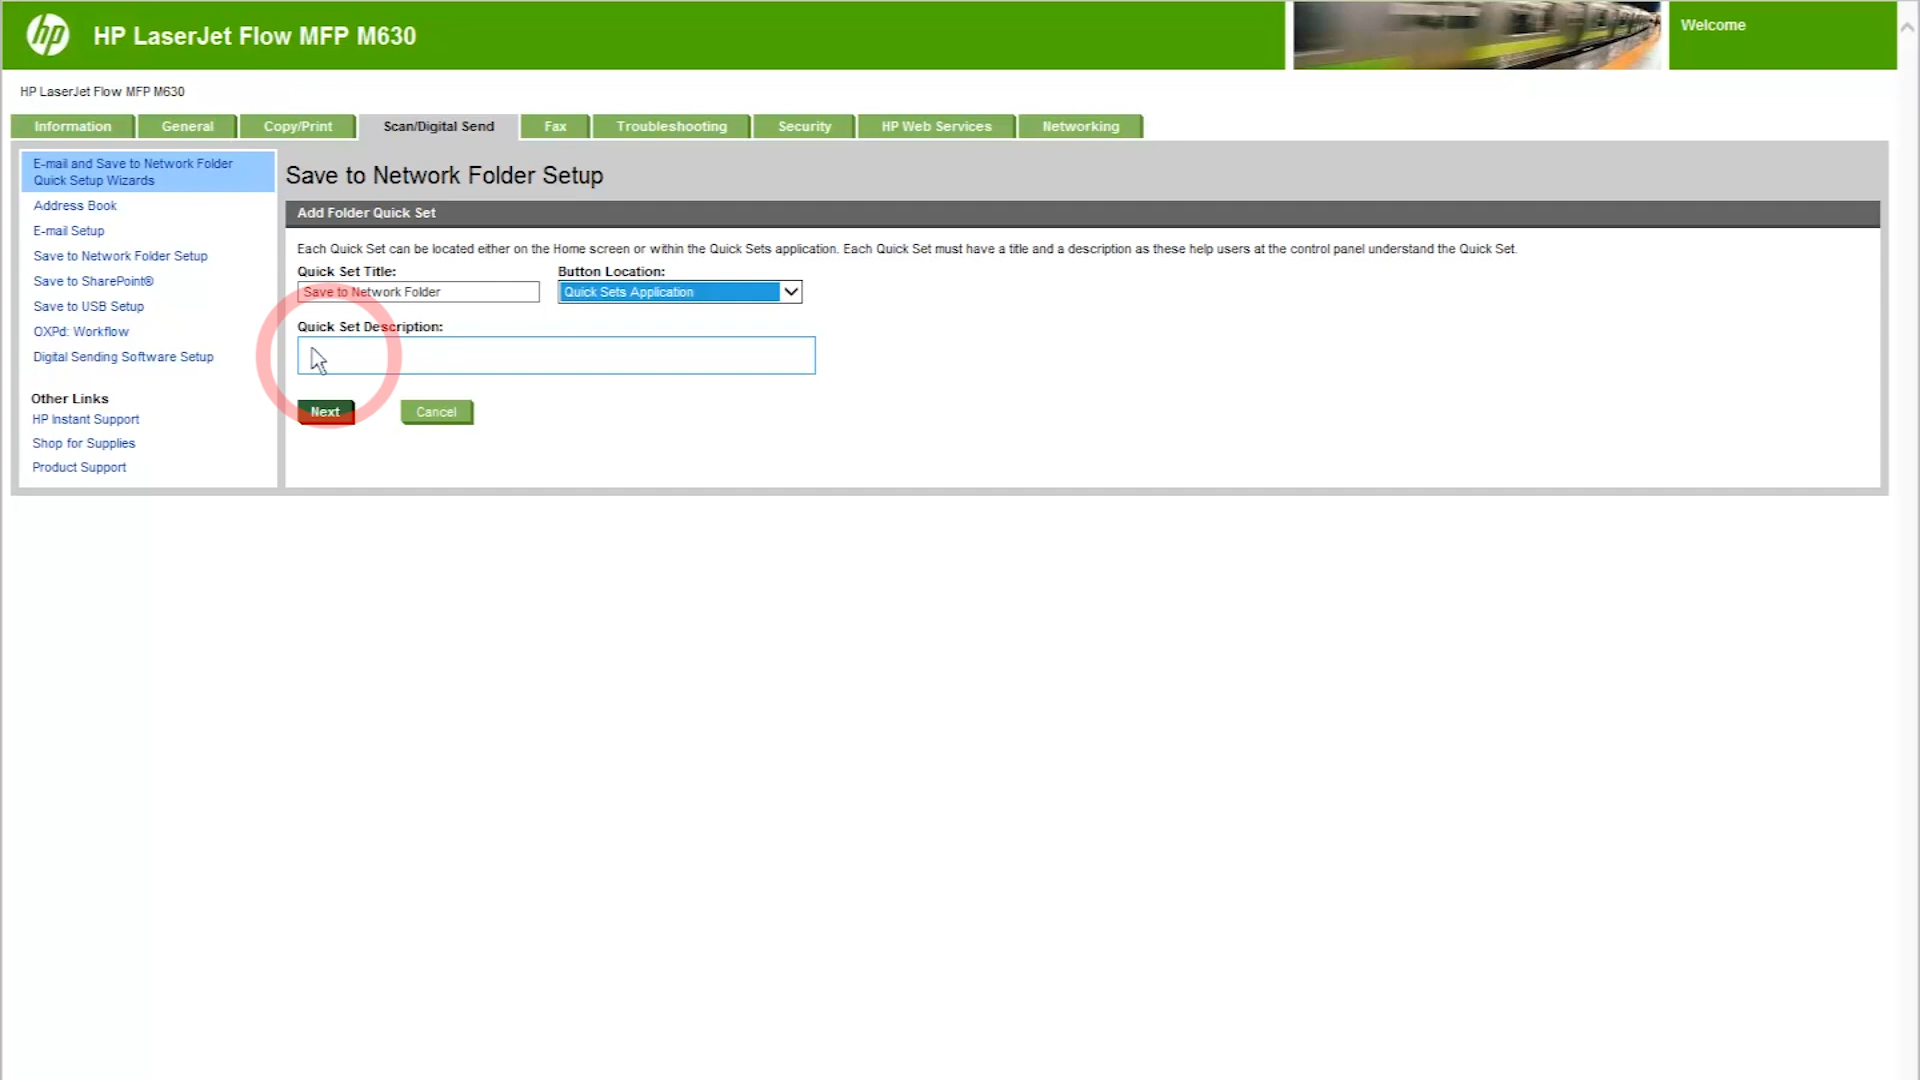 hp HP LaserJet Flow MFP M630
Welcome
HP LaserJet Flow MFP M630
Information General Copy/Print Scan/Digital Send Fax Troubleshooting Security HP Web Services Networking
E-mail and Save to Network Folder
Quick Setup Wizards
Address Book
E-mail Setup
Save to Network Folder Setup
Save to SharePoint®
Save to USB Setup
OXPd: Workflow
Digital Sending Software Setup
Other Links
HP Instant Support
Shop for Supplies
Product Support
Save to Network Folder Setup
Add Folder Quick Set
Each Quick Set can be located either on the Home screen or within the Quick Sets application. Each Quick Set must have a title and a description as these help users at the control panel understand the Quick Set.
Quick Set Title: Button Location:
Save to Network Folder Quick Sets Application
Quick Set Description:
Next Cancel